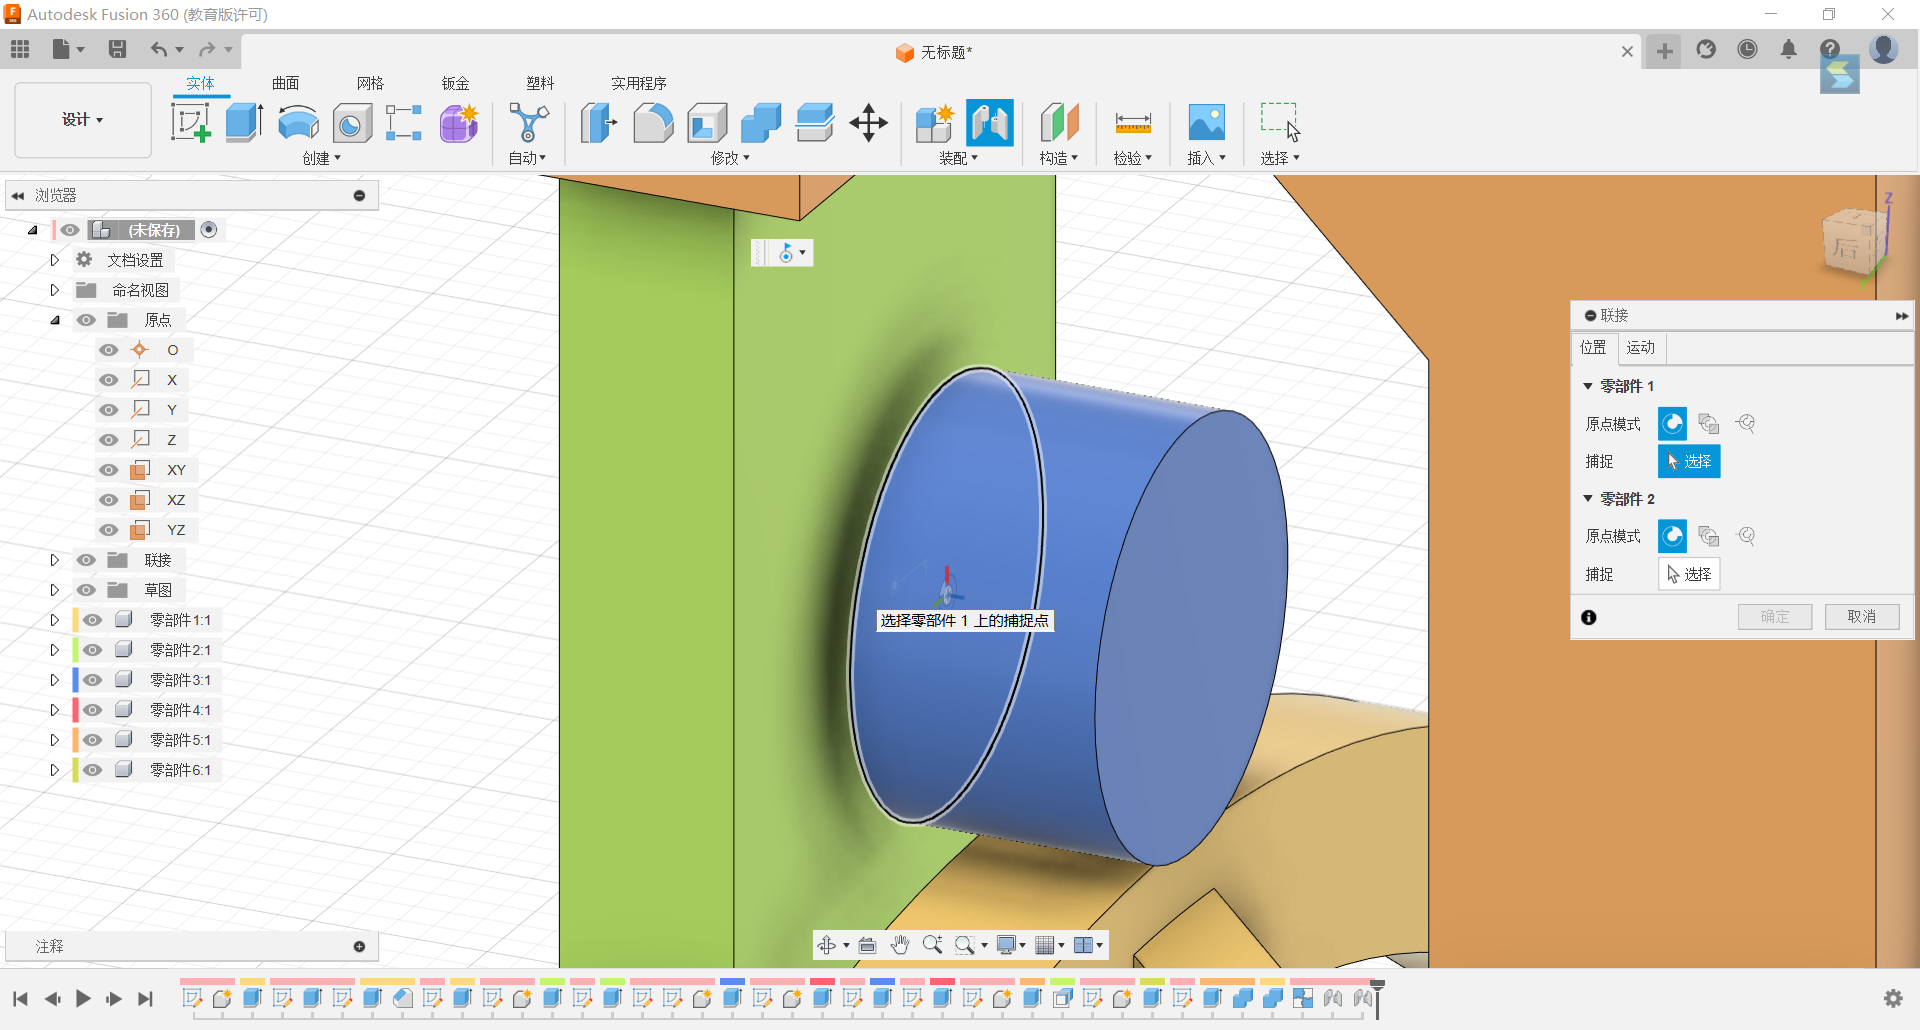 Autodesk Fusion 360 (教育版许可)
无标题*
实体 曲面 网格 钣金 塑料 实用程序
设计
创建 自动 修改 装配 构造 检验 插入 选择
浏览器
(未保存)
文档设置
命名视图
原点
O
X
Y
Z
XY
XZ
YZ
联接
草图
零部件1:1
零部件2:1
零部件3:1
零部件4:1
零部件5:1
零部件6:1
注释
Z
后
选择零部件 1 上的捕捉点
联接
位置 运动
零部件 1
原点模式
捕捉 选择
零部件 2
原点模式
捕捉 选择
确定 取消